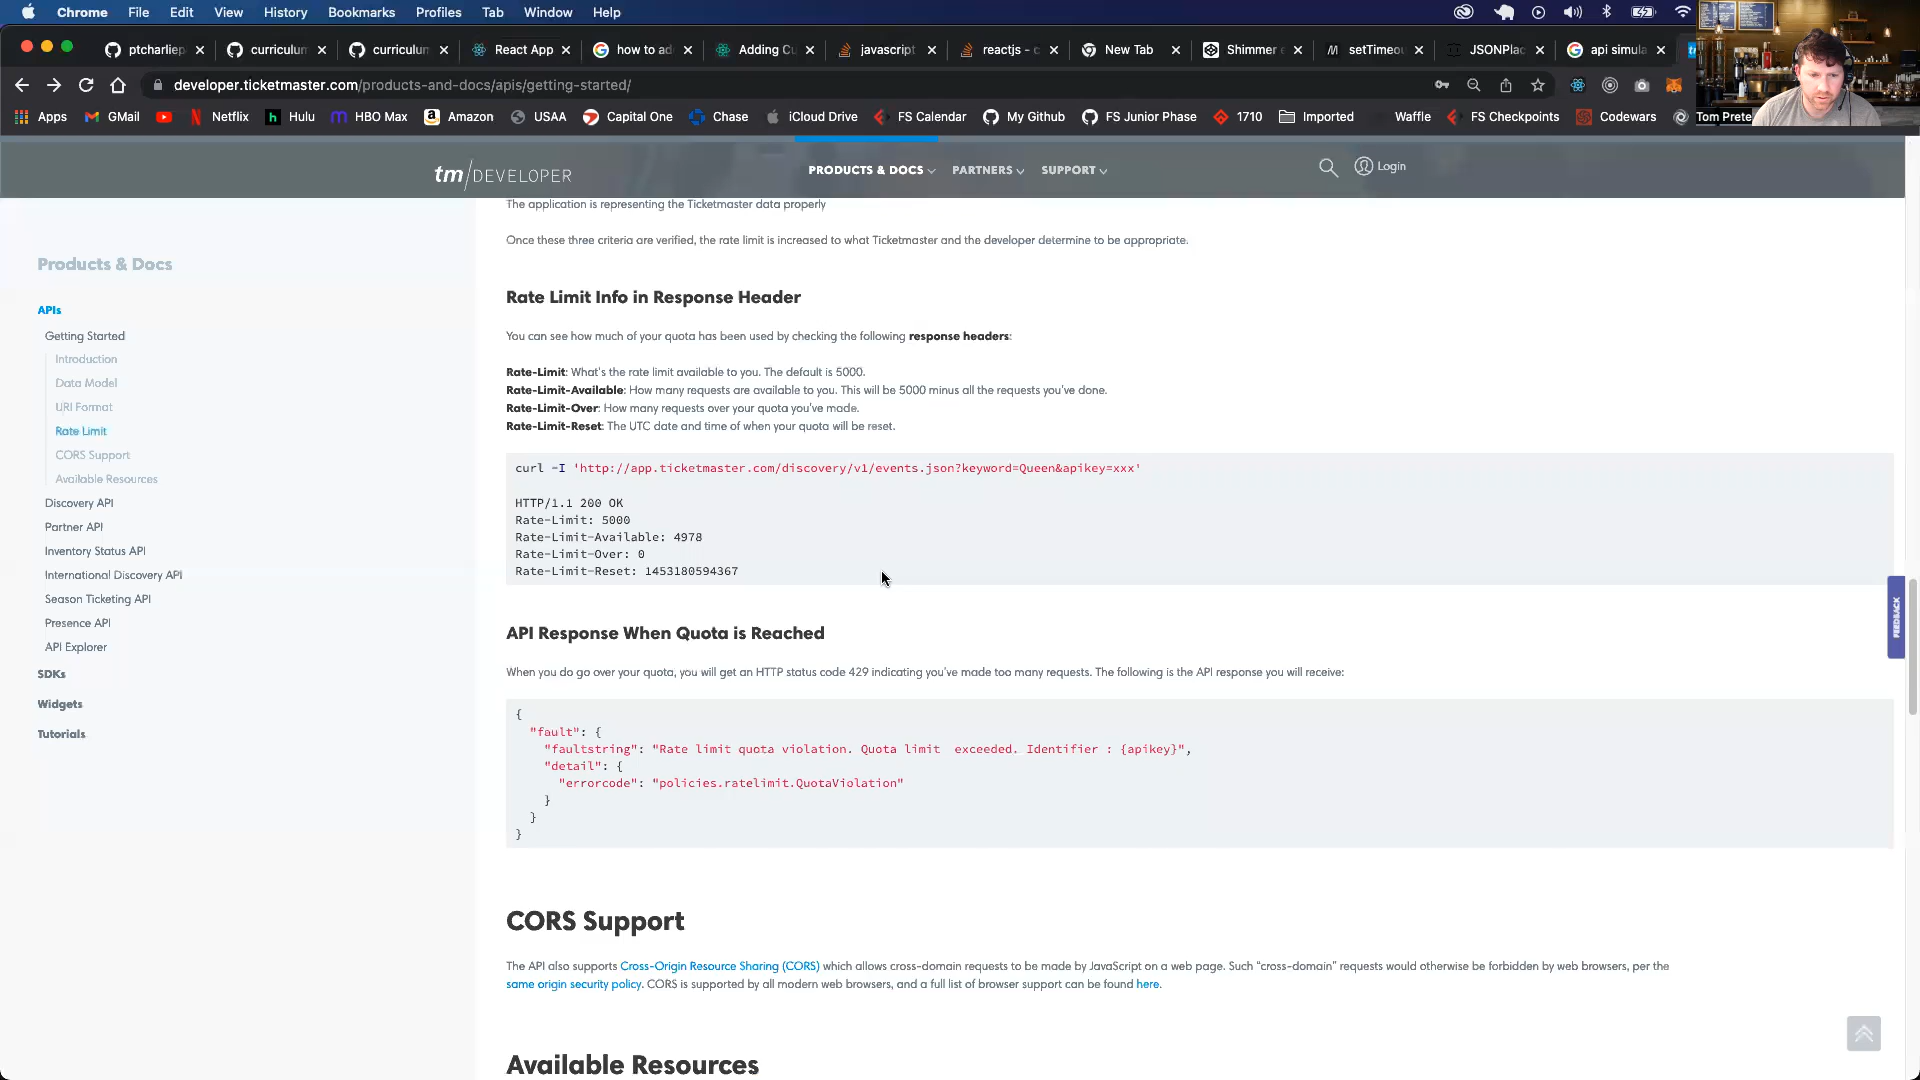 Chrome File Edit View History Bookmarks Profiles Tab Window Help
ptcharliep
curriculum
curriculum
React App
how to ad
Adding Cu
javascript
reactjs - c
New Tab
Shimmer e
setTimeou
JSONPlac
api simula
developer.ticketmaster.com/products-and-docs/apis/getting-started/
Apps GMail Netflix Hulu HBO Max Amazon USAA Capital One Chase iCloud Drive FS Calendar My Github FS Junior Phase 1710 Imported Waffle FS Checkpoints Codewars
Tom Prete
tm/DEVELOPER
PRODUCTS & DOCS PARTNERS SUPPORT
Login
Products & Docs
APIs
Getting Started
Introduction
Data Model
URI Format
Rate Limit
CORS Support
Available Resources
Discovery API
Partner API
Inventory Status API
International Discovery API
Season Ticketing API
Presence API
API Explorer
SDKs
Widgets
Tutorials
The application is representing the Ticketmaster data properly
Once these three criteria are verified, the rate limit is increased to what Ticketmaster and the developer determine to be appropriate.
Rate Limit Info in Response Header
You can see how much of your quota has been used by checking the following response headers:
Rate-Limit: What's the rate limit available to you. The default is 5000.
Rate-Limit-Available: How many requests are available to you. This will be 5000 minus all the requests you've done.
Rate-Limit-Over: How many requests over your quota you've made.
Rate-Limit-Reset: The UTC date and time of when your quota will be reset.
curl -I 'http://app.ticketmaster.com/discovery/v1/events.json?keyword=Queen&apikey=xxx'
HTTP/1.1 200 OK
Rate-Limit: 5000
Rate-Limit-Available: 4978
Rate-Limit-Over: 0
Rate-Limit-Reset: 1453180594367
API Response When Quota is Reached
When you do go over your quota, you will get an HTTP status code 429 indicating you've made too many requests. The following is the API response you will receive:
{
"fault": {
"faultstring": "Rate limit quota violation. Quota limit  exceeded. Identifier : {apikey}",
"detail": {
"errorcode": "policies.ratelimit.QuotaViolation"
}
}
}
CORS Support
The API also supports Cross-Origin Resource Sharing (CORS) which allows cross-domain requests to be made by JavaScript on a web page. Such "cross-domain" requests would otherwise be forbidden by web browsers, per the
same origin security policy. CORS is supported by all modern web browsers, and a full list of browser support can be found here.
Available Resources
FEEDBACK